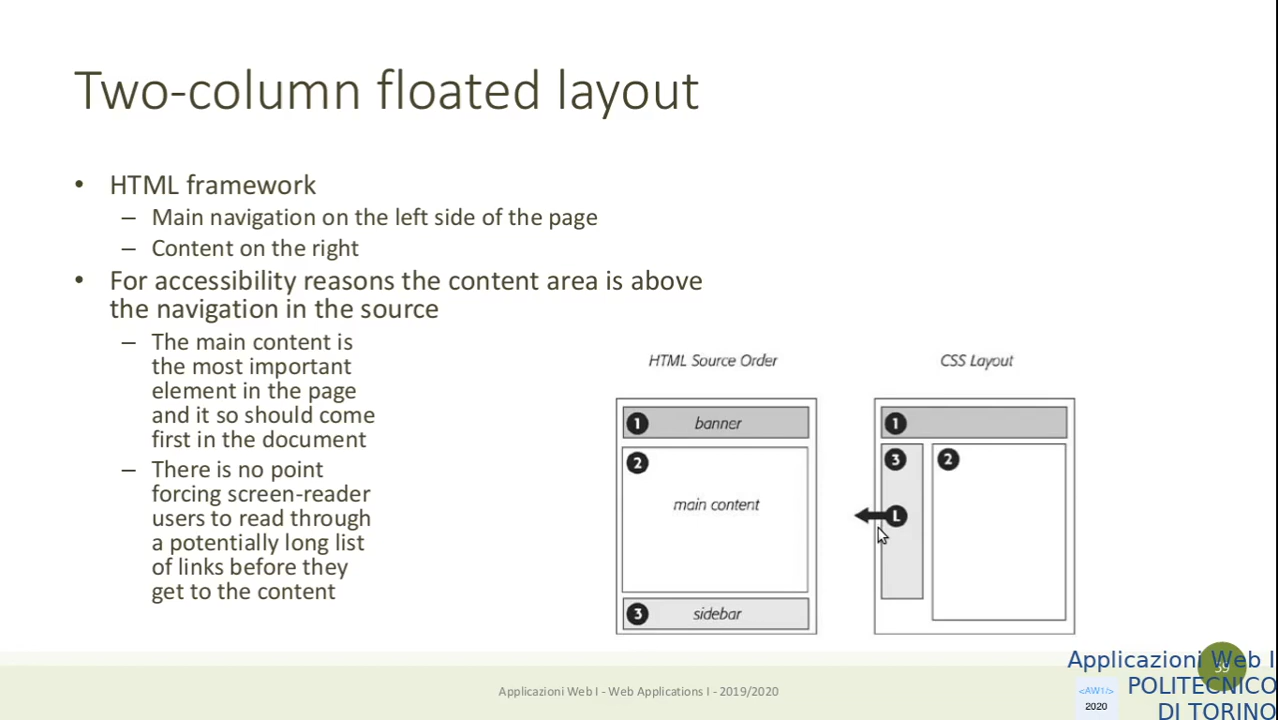 Two-column floated layout
• HTML framework
– Main navigation on the left side of the page
– Content on the right
• For accessibility reasons the content area is above
the navigation in the source
– The main content is
the most important
element in the page
and it so should come
first in the document
– There is no point
forcing screen-reader
users to read through
a potentially long list
of links before they
get to the content
HTML Source Order
1 banner
2
main content
3 sidebar
CSS Layout
1
3 2
L
Applicazioni Web I - Web Applications I - 2019/2020
39
Applicazioni Web I
POLITECNICO
DI TORINO
<AW1/>
2020